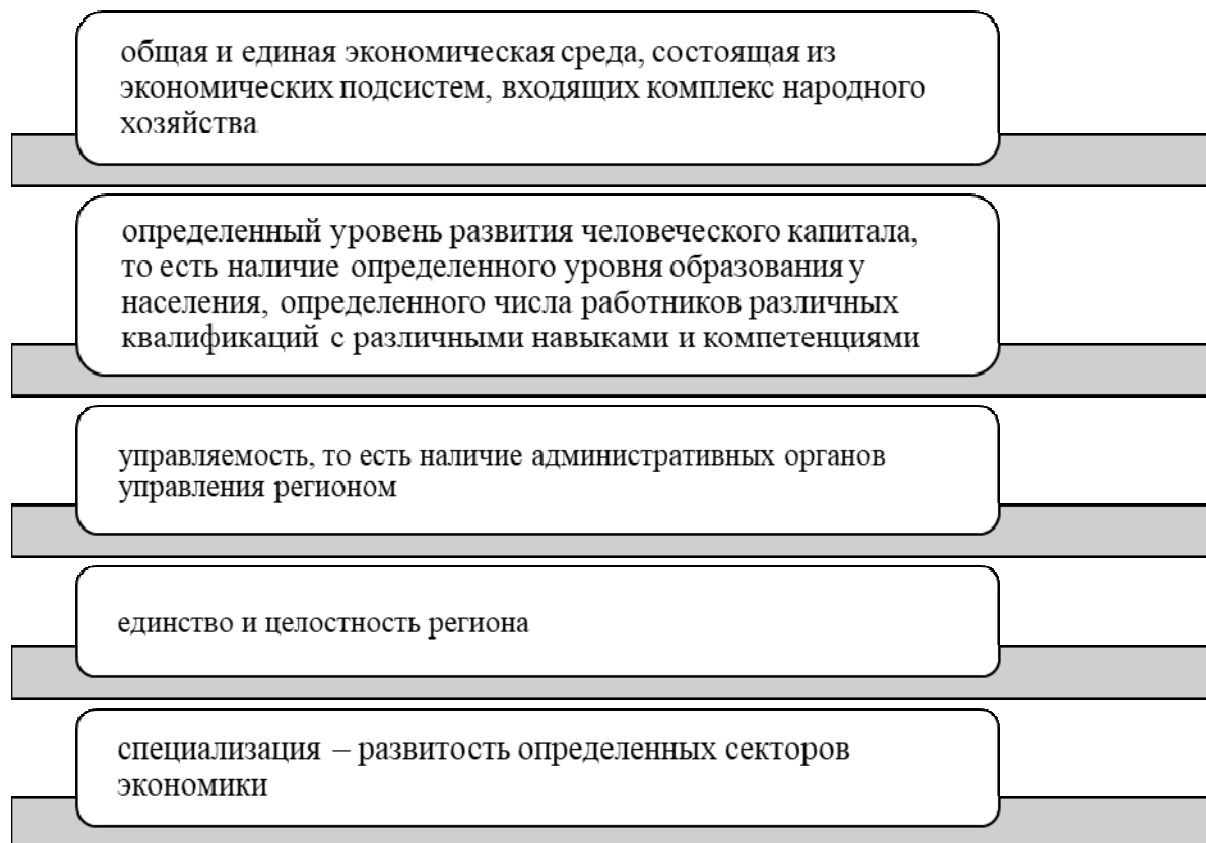 общая и единая экономическая среда, состоящая из
экономических подсистем, входящих комплекс народного
хозяйства
определенный уровень развития человеческого капитала,
то есть наличие определенного уровня образования у
населения, определенного числа работников различных
квалификаций с различными навыками и компетенциями
управляемость, то есть наличие административных органов
управления регионом
единство и целостность региона
специализация – развитость определенных секторов
экономики